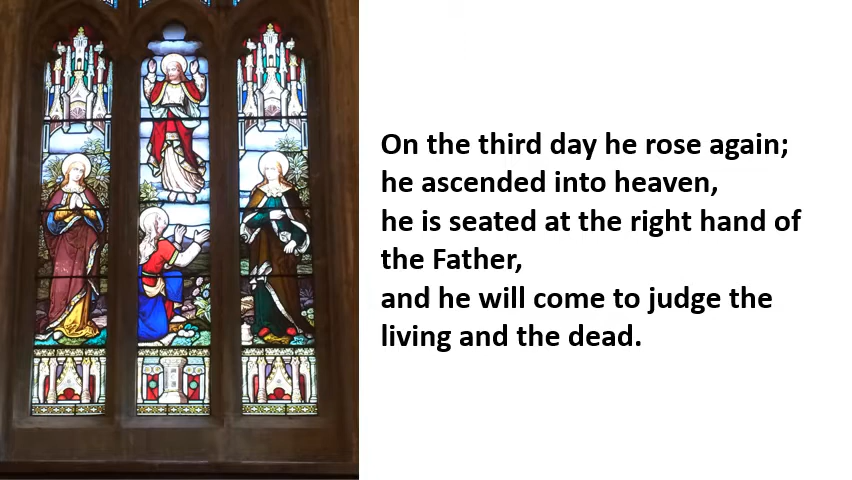 On the third day he rose again;
he ascended into heaven,
he is seated at the right hand of
the Father,
and he will come to judge the
living and the dead.